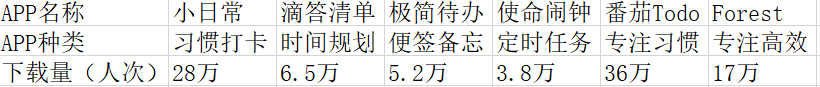 APP名称 小日常 滴答清单 极简待办 使命闹钟 番茄Todo Forest
APP种类 习惯打卡 时间规划 便签备忘 定时任务 专注习惯 专注高效
下载量（人次） 28万 6.5万 5.2万 3.8万 36万 17万